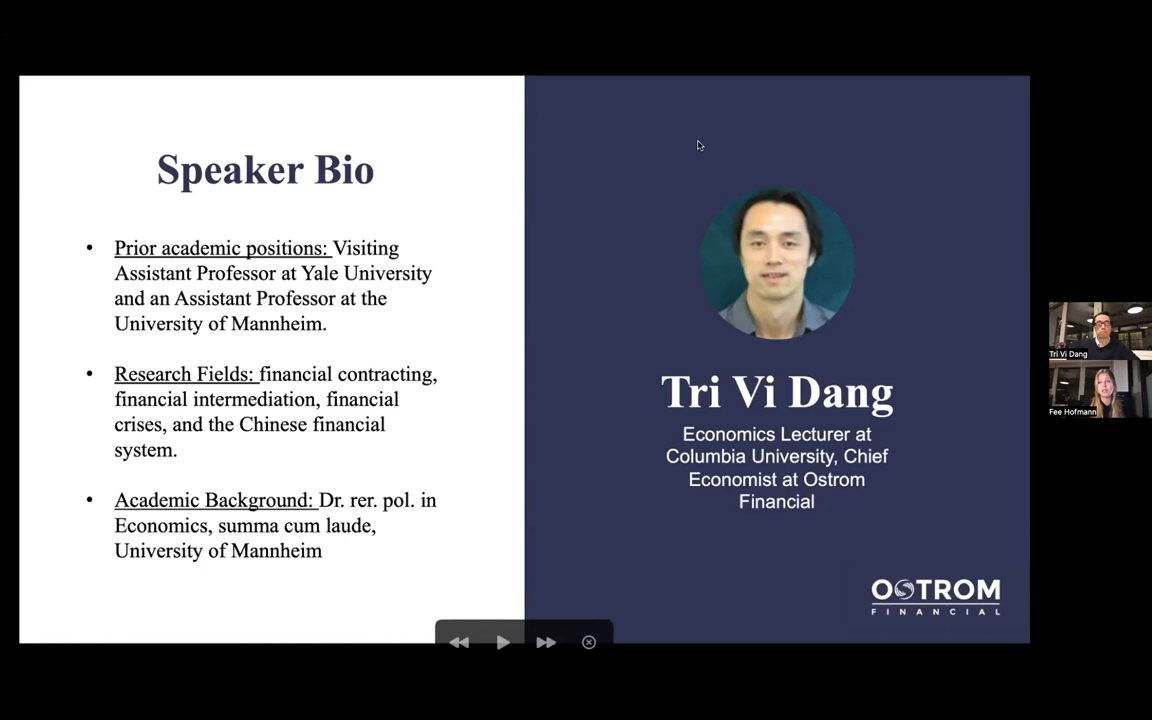 Speaker Bio
• Prior academic positions: Visiting
Assistant Professor at Yale University
and an Assistant Professor at the
University of Mannheim.
• Research Fields: financial contracting,
financial intermediation, financial
crises, and the Chinese financial
system.
• Academic Background: Dr. rer. pol. in
Economics, summa cum laude,
University of Mannheim
Tri Vi Dang
Economics Lecturer at
Columbia University, Chief
Economist at Ostrom
Financial
OSTROM
FINANCIAL
Tri Vi Dang
Fee Hofmann